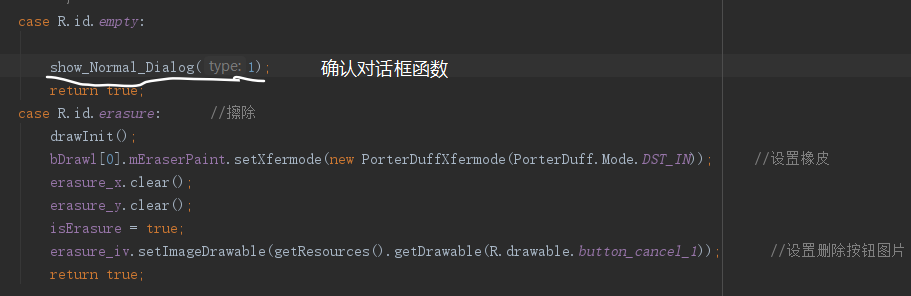 case R.id.empty:
show_Normal_Dialog( type: 1); 确认对话框函数
return true;
case R.id.erasure: //擦除
drawInit();
bDrawl[0].mEraserPaint.setXfermode(new PorterDuffXfermode(PorterDuff.Mode.DST_IN)); //设置橡皮
erasure_x.clear();
erasure_y.clear();
isErasure = true;
erasure_iv.setImageDrawable(getResources().getDrawable(R.drawable.button_cancel_1)); //设置删除按钮图片
return true;